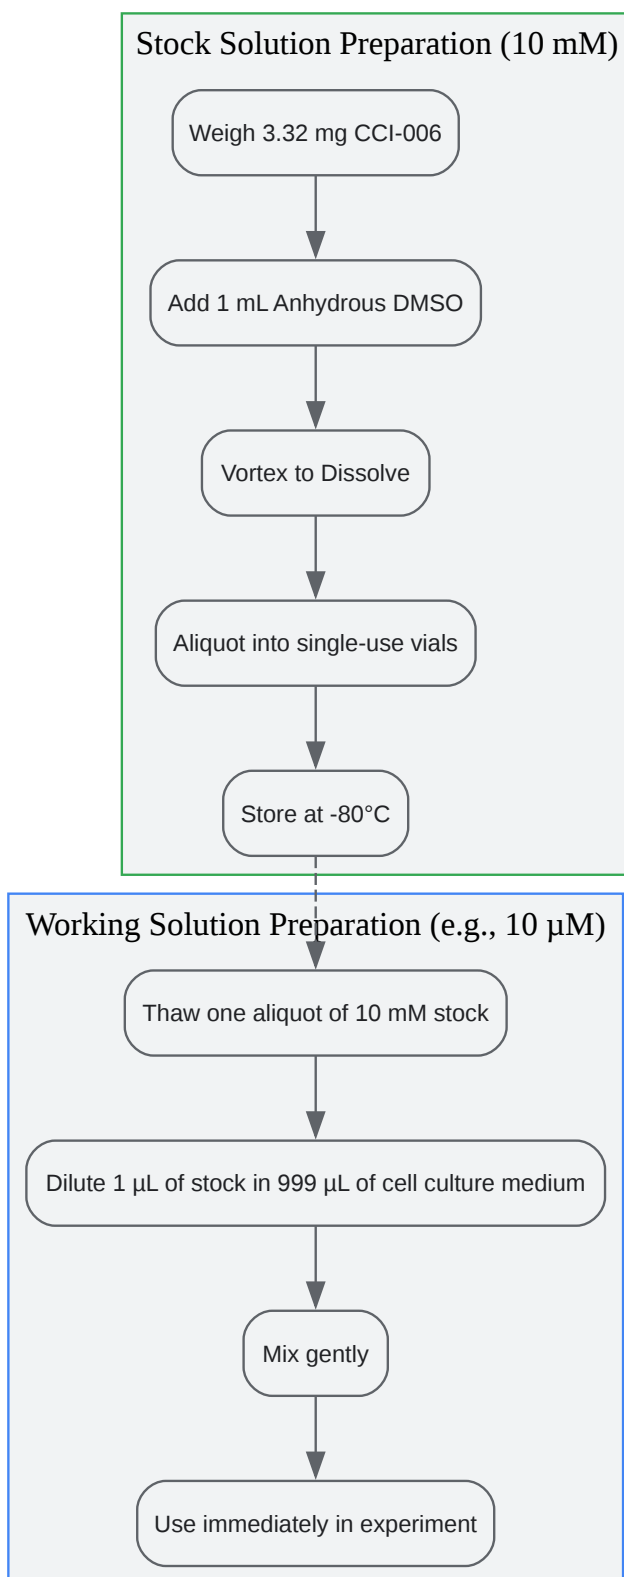 Stock Solution Preparation (10 mM)
Weigh 3.32 mg CCI-006
Add 1 mL Anhydrous DMSO
Vortex to Dissolve
Aliquot into single-use vials
Store at -80°C
Working Solution Preparation (e.g., 10 µM)
Thaw one aliquot of 10 mM stock
Dilute 1 µL of stock in 999 µL of cell culture medium
Mix gently
Use immediately in experiment